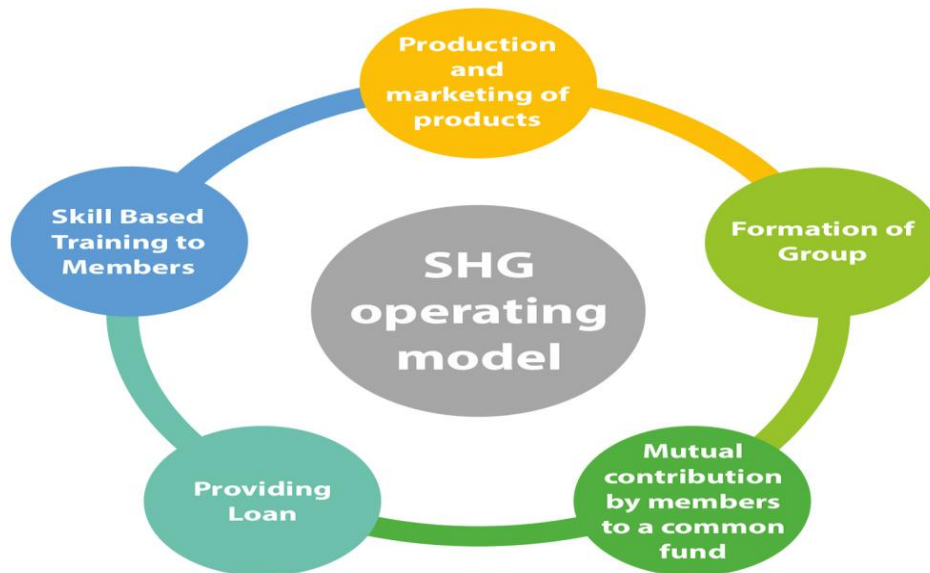 Production
and
marketing of
products
Skill Based
Training to
Members
Formation of
Group
SHG
operating
model
Providing
Loan
Mutual
contribution
by members
to a common
fund